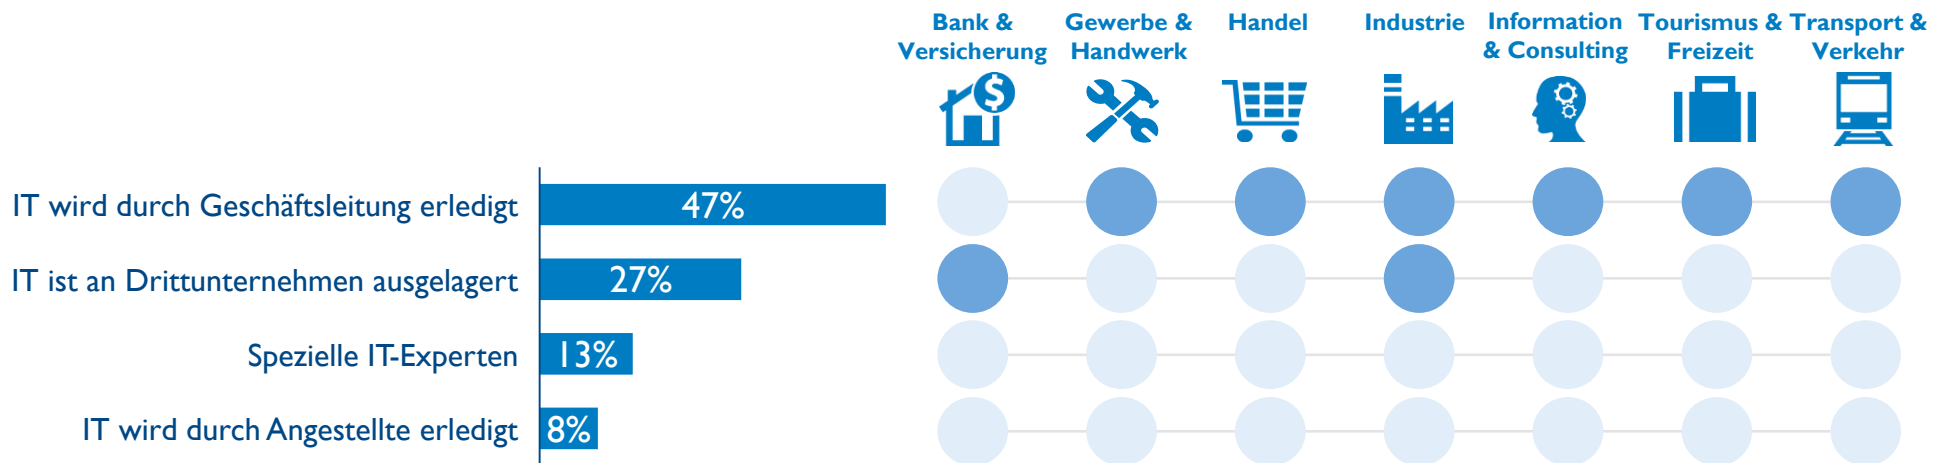 Bank &
Versicherung
Gewerbe &
Handwerk
Handel
Industrie
Information
& Consulting
Tourismus &
Freizeit
Transport &
Verkehr
$
IT wird durch Geschäftsleitung erledigt
47%
IT ist an Drittunternehmen ausgelagert
27%
Spezielle IT-Experten
13%
IT wird durch Angestellte erledigt
8%